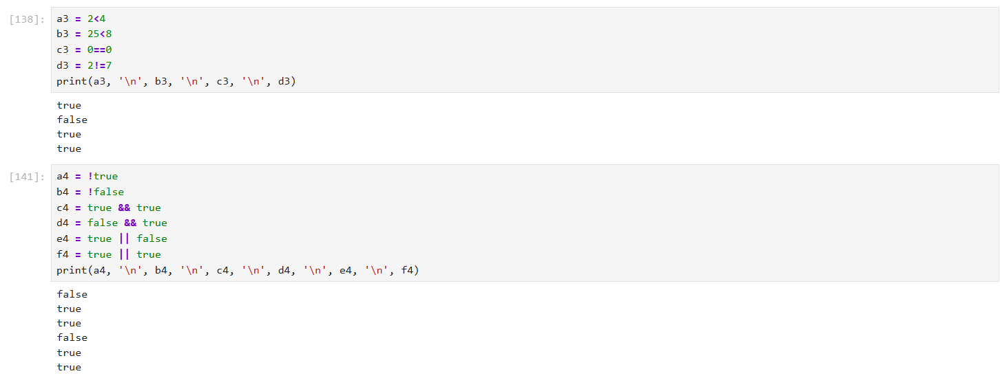 [138]:
a3 = 2<4
b3 = 25<8
c3 = 0==0
d3 = 2!=7
print(a3, '\n', b3, '\n', c3, '\n', d3)
true
false
true
true
[141]:
a4 = !true
b4 = !false
c4 = true && true
d4 = false && true
e4 = true || false
f4 = true || true
print(a4, '\n', b4, '\n', c4, '\n', d4, '\n', e4, '\n', f4)
false
true
true
false
true
true